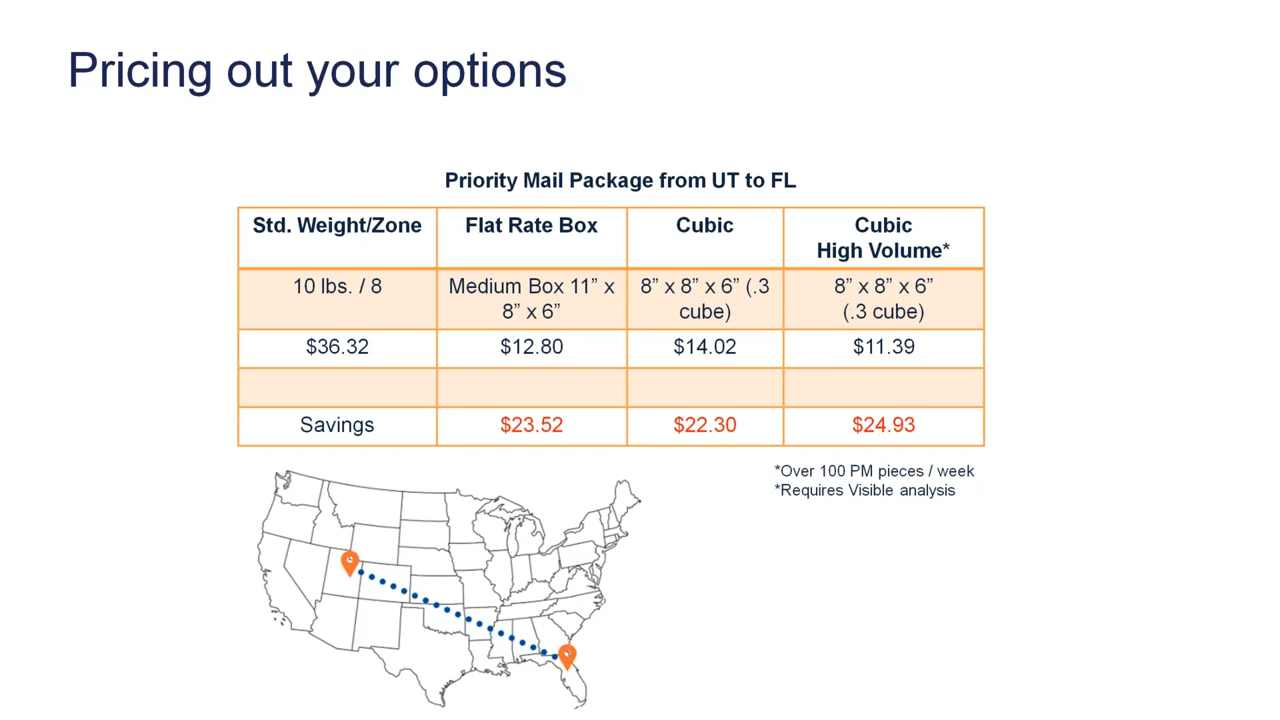 Pricing out your options
Priority Mail Package from UT to FL
Std. Weight/Zone
Flat Rate Box
Cubic
Cubic
High Volume*
10 lbs. / 8
Medium Box 11” x
8” x 6”
8” x 8” x 6” (.3
cube)
8” x 8” x 6”
(.3 cube)
$36.32
$12.80
$14.02
$11.39
Savings
$23.52
$22.30
$24.93
*Over 100 PM pieces / week
*Requires Visible analysis